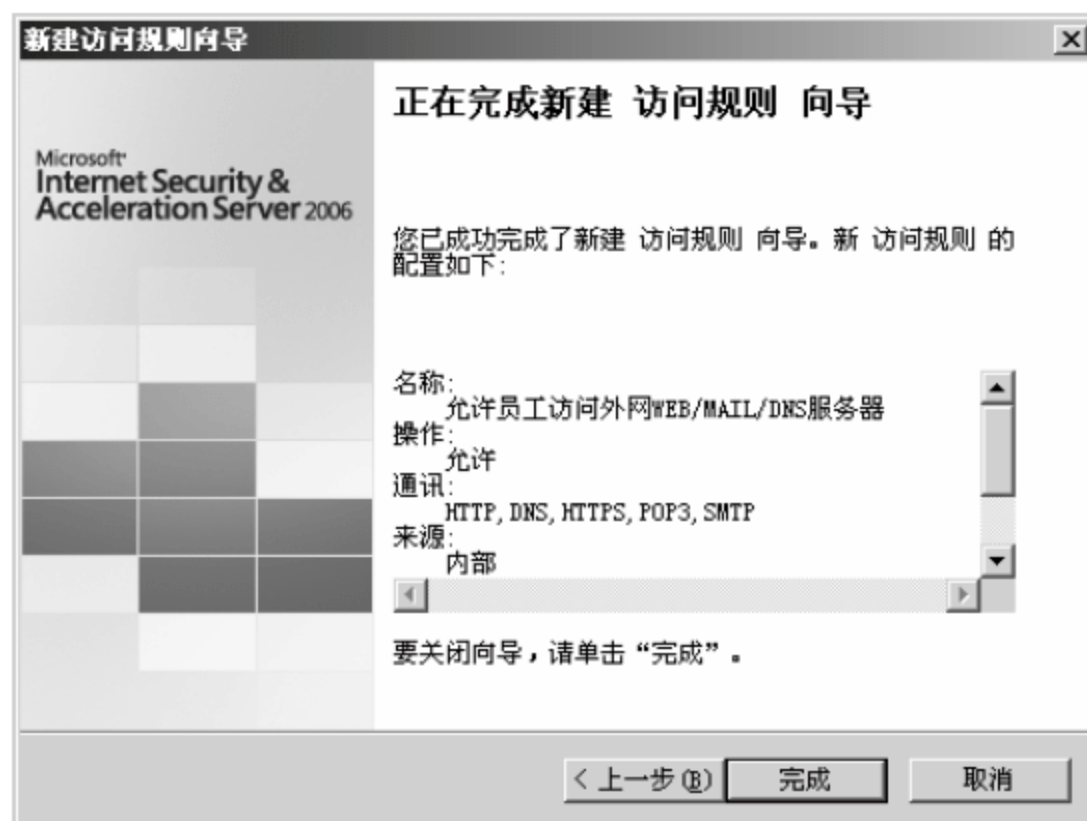 新建访问规则向导
Microsoft
Internet Security &
Acceleration Server 2006
正在完成新建 访问规则 向导
您已成功完成了新建 访问规则 向导。新 访问规则 的
配置如下:
名称:
允许员工访问外网WEB/MAIL/DNS服务器
操作:
允许
通讯:
HTTP, DNS, HTTPS, POP3, SMTP
来源:
内部
要关闭向导，请单击“完成”。
< 上一步(B)
完成
取消